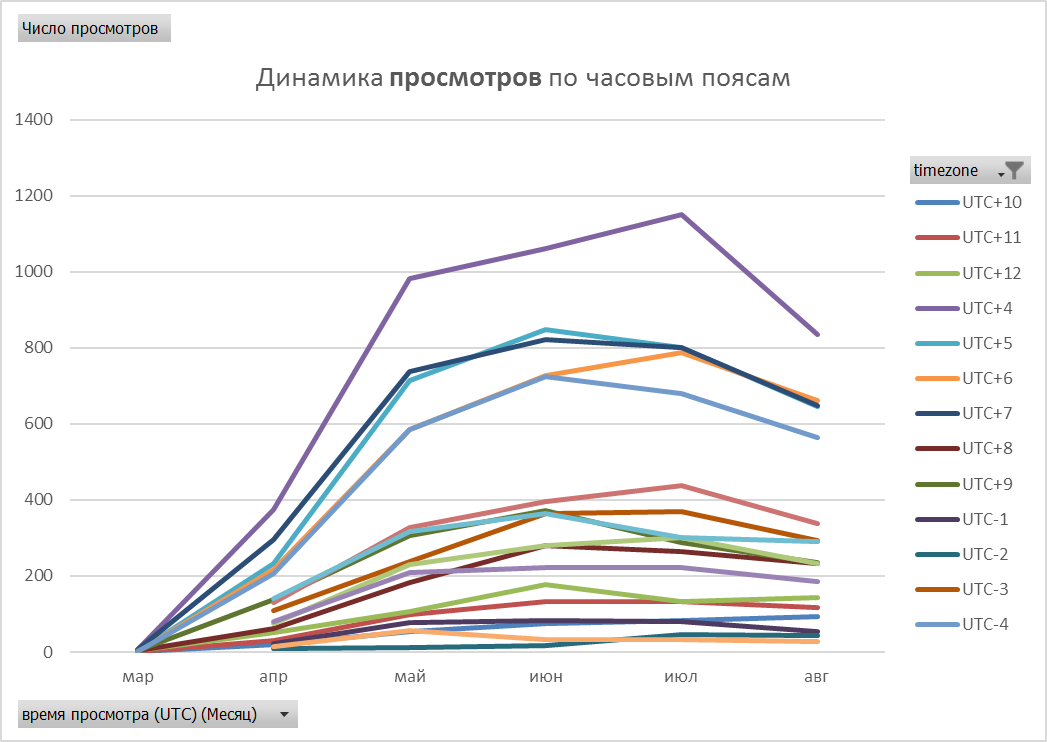 Число просмотров
Динамика просмотров по часовым поясам
1400
1200
1000
800
600
400
200
0
мар апр май июн июл авг
timezone
UTC+10
UTC+11
UTC+12
UTC+4
UTC+5
UTC+6
UTC+7
UTC+8
UTC+9
UTC-1
UTC-2
UTC-3
UTC-4
время просмотра (UTC) (Месяц)